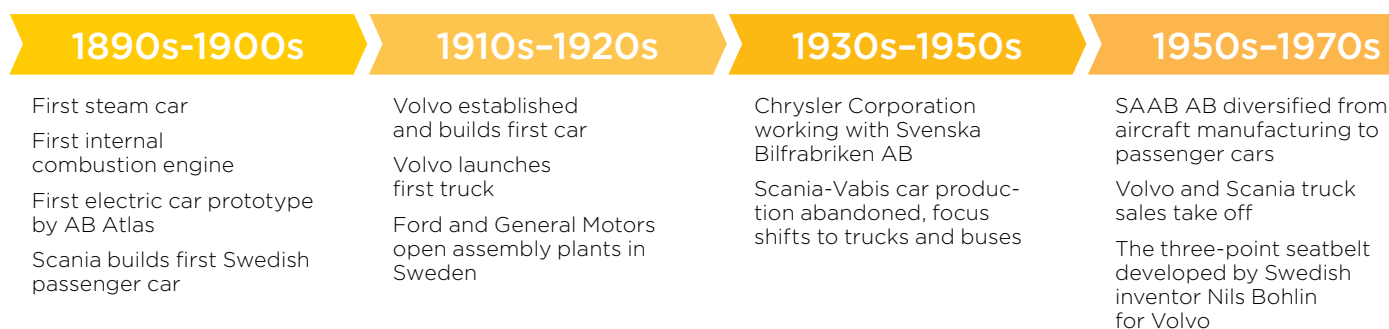 1890s-1900s
First steam car
First internal
combustion engine
First electric car prototype
by AB Atlas
Scania builds first Swedish
passenger car
1910s–1920s
Volvo established
and builds first car
Volvo launches
first truck
Ford and General Motors
open assembly plants in
Sweden
1930s–1950s
Chrysler Corporation
working with Svenska
Bilfrabriken AB
Scania-Vabis car produc-
tion abandoned, focus
shifts to trucks and buses
1950s–1970s
SAAB AB diversified from
aircraft manufacturing to
passenger cars
Volvo and Scania truck
sales take off
The three-point seatbelt
developed by Swedish
inventor Nils Bohlin
for Volvo